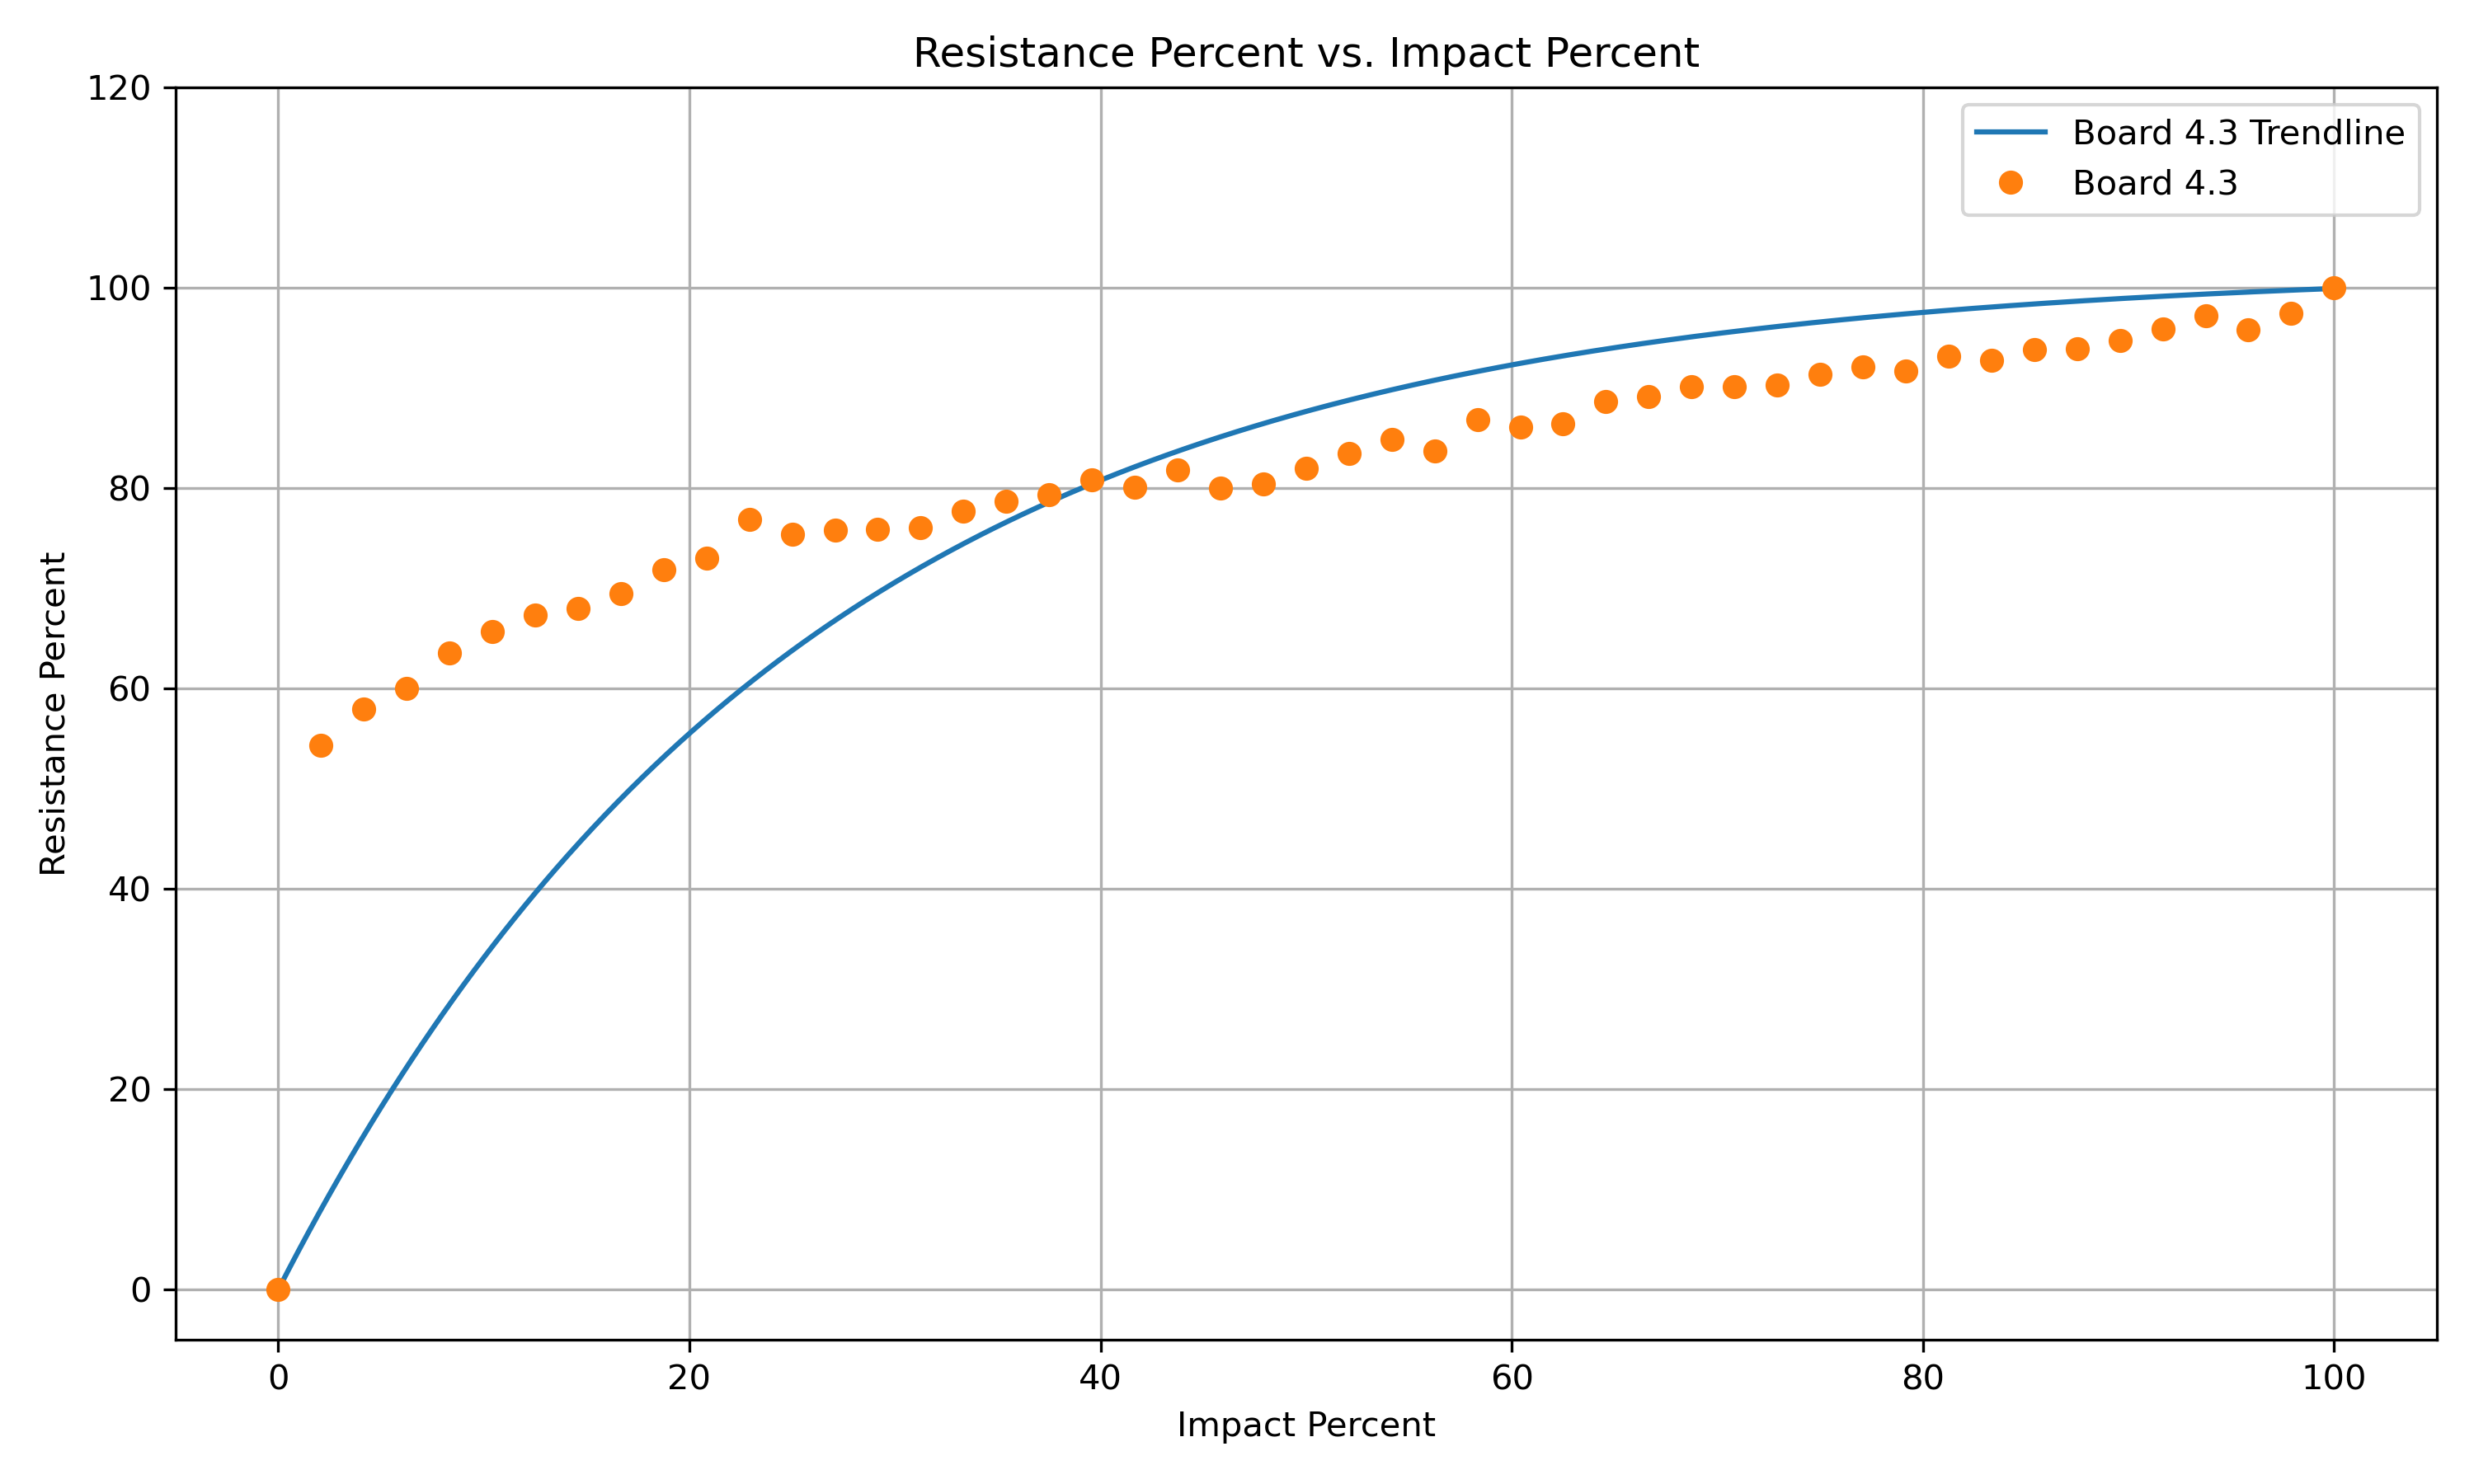 Resistance Percent vs. Impact Percent
Board 4.3 Trendline
Board 4.3
Resistance Percent
120
100
80
60
40
20
0
0 20 40 60 80 100
Impact Percent